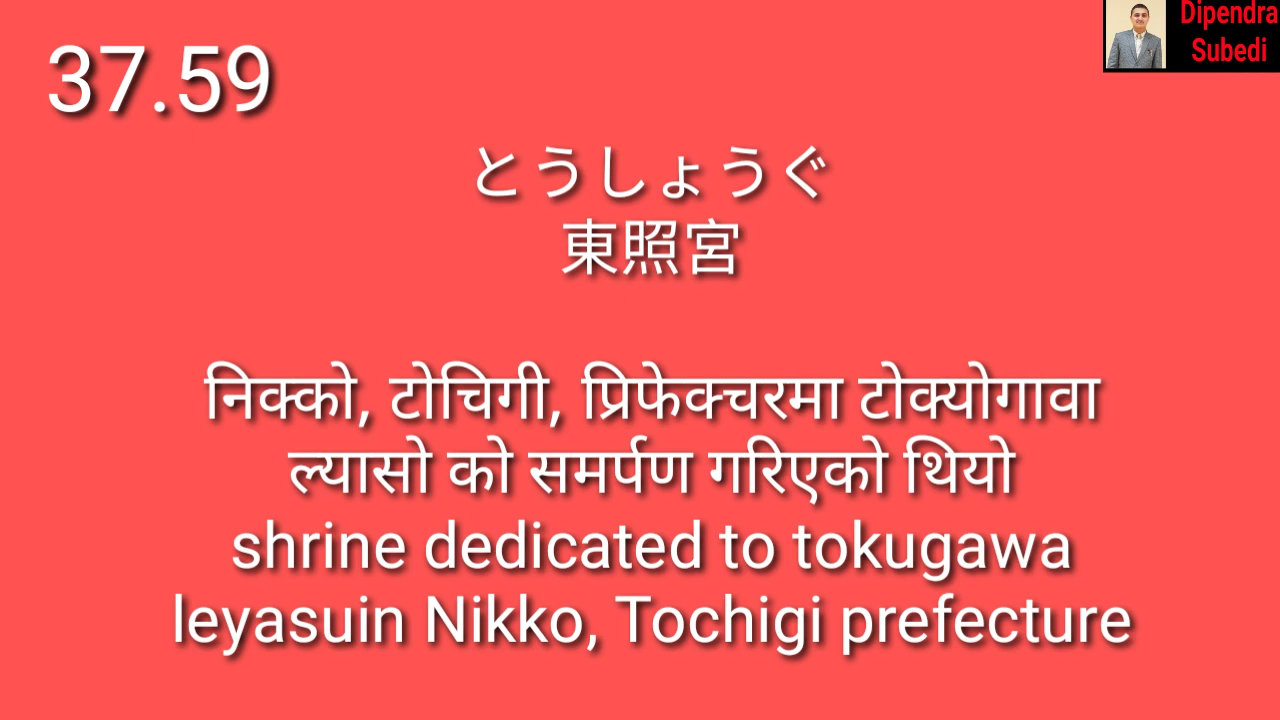 37.59
Dipendra
Subedi
とうしょうぐ
東照宮
निक्को, टोचिगी, प्रिफेक्चरमा टोक्योगावा
ल्यासो को समर्पण गरिएको थियो
shrine dedicated to tokugawa
leyasuin Nikko, Tochigi prefecture